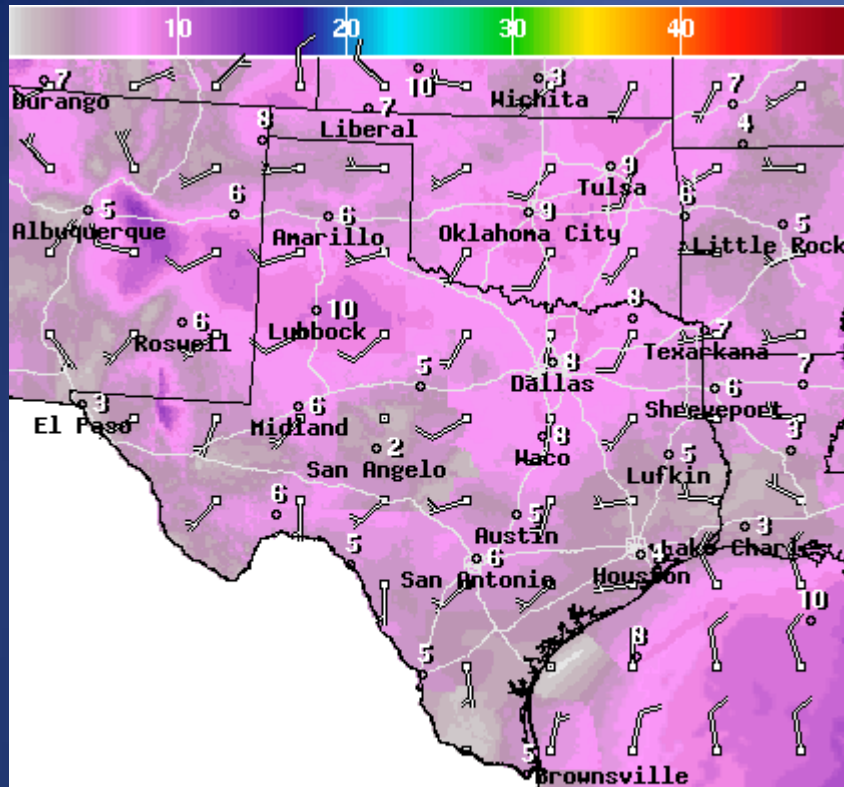 10 20 30 40
7 10 3 7
Durango Wichita
7
Liberal
8 4
9
Tulsa
5 6 6 9 6 5
Albuquerque Amarillo Oklahoma City Little Rock
10 8
6 Lubbock 7
Roswell Texarkana
8
5 Dallas 6 7
3 6 Shreveport
El Paso Midland
2 8 5 3
San Angelo Waco Lufkin
6 5 3
Austin Lake Charles
5 6 4
San Antonio Houston
10
5 8
5
Brownsville